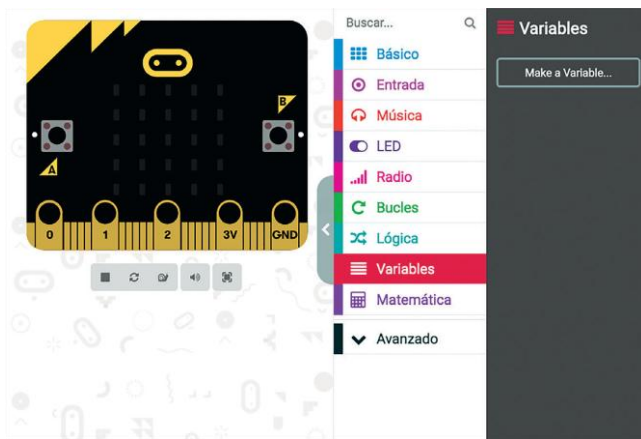 B
A
0 1 2 3V GND
Buscar...
Básico
Entrada
Música
LED
Radio
Bucles
Lógica
Variables
Matemática
Avanzado
Variables
Make a Variable...